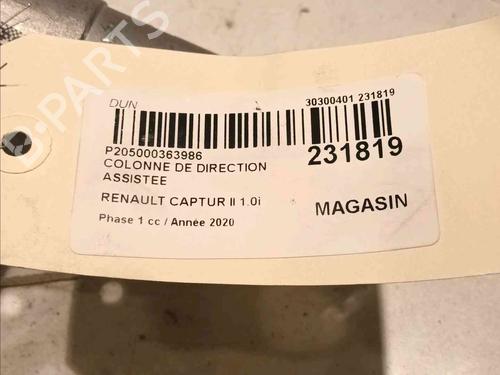 DUN
30300401 231819
P205000363986
231819
COLONNE DE DIRECTION
ASSISTEE
RENAULT CAPTUR II 1.0i
MAGASIN
Phase 1 cc / Année 2020
B-PARTS